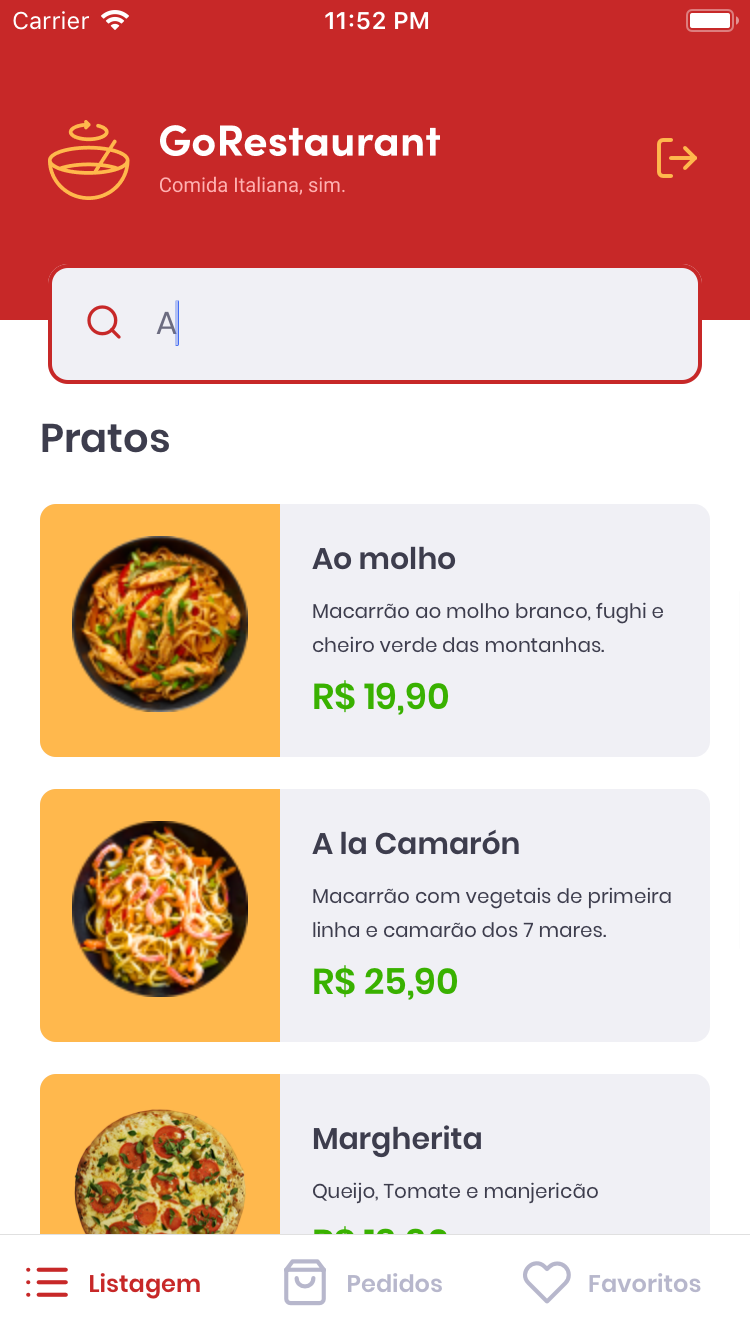 Carrier 11:52 PM
GoRestaurant
Comida Italiana, sim.
A
Pratos
Ao molho
Macarrão ao molho branco, fughi e
cheiro verde das montanhas.
R$ 19,90
A la Camarón
Macarrão com vegetais de primeira
linha e camarão dos 7 mares.
R$ 25,90
Margherita
Queijo, Tomate e manjericão
Listagem Pedidos Favoritos